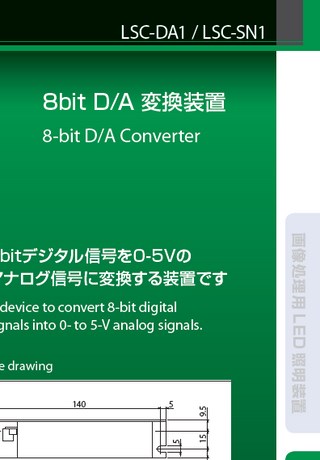 LSC-DA1 / LSC-SN1
8bit D/A 変換装置
8-bit D/A Converter
bitデジタル信号を0-5Vの
アナログ信号に変換する装置です
device to convert 8-bit digital
gnals into 0- to 5-V analog signals.
e drawing
140
5
9.5
15
5
画像処理用 LED 照明装置